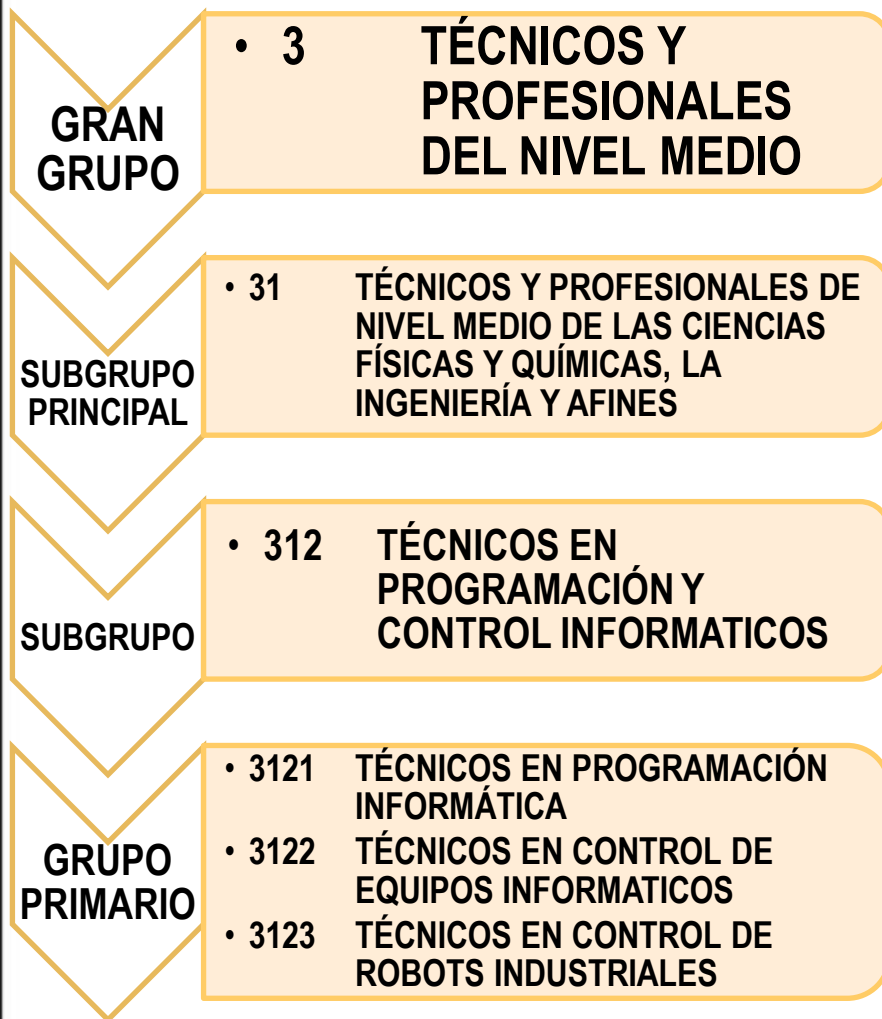 GRAN
GRUPO
• 3 TÉCNICOS Y
PROFESIONALES
DEL NIVEL MEDIO
SUBGRUPO
PRINCIPAL
• 31 TÉCNICOS Y PROFESIONALES DE
NIVEL MEDIO DE LAS CIENCIAS
FÍSICAS Y QUÍMICAS, LA
INGENIERÍA Y AFINES
SUBGRUPO
• 312 TÉCNICOS EN
PROGRAMACIÓN Y
CONTROL INFORMATICOS
GRUPO
PRIMARIO
• 3121 TÉCNICOS EN PROGRAMACIÓN
INFORMÁTICA
• 3122 TÉCNICOS EN CONTROL DE
EQUIPOS INFORMATICOS
• 3123 TÉCNICOS EN CONTROL DE
ROBOTS INDUSTRIALES